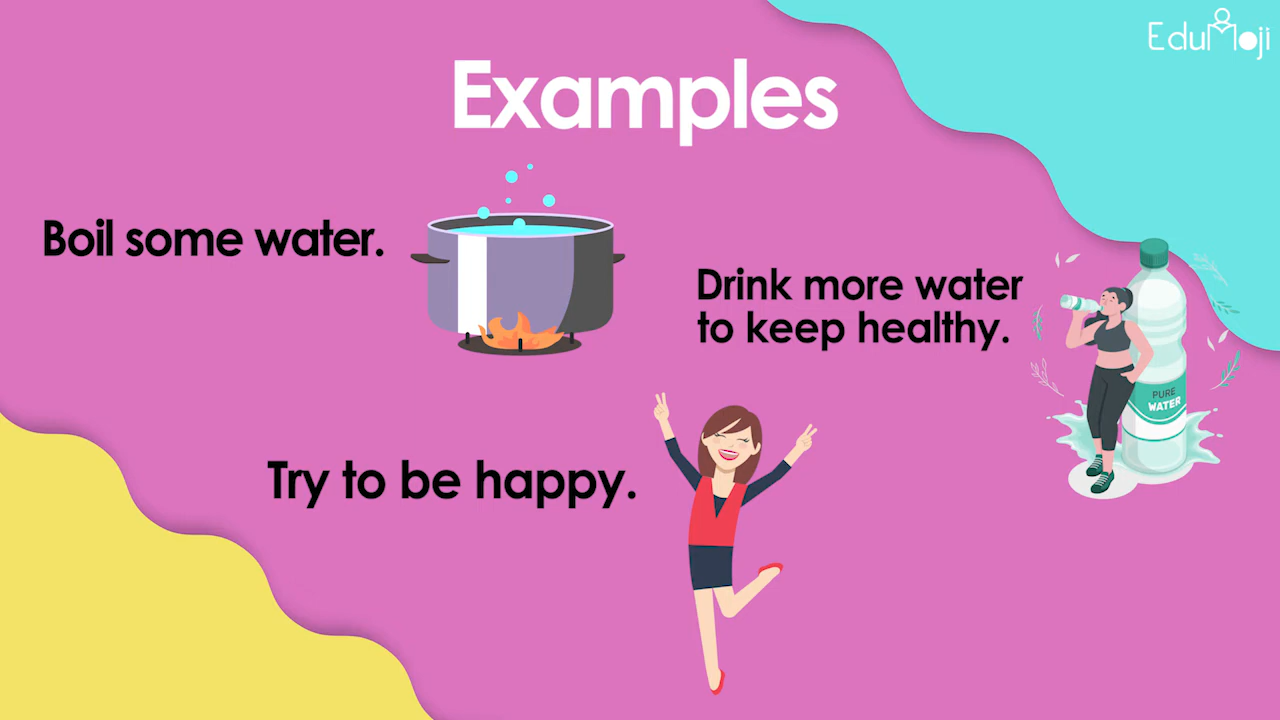 EduMoji
Examples
Boil some water.
Drink more water
to keep healthy.
PURE
WATER
Try to be happy.